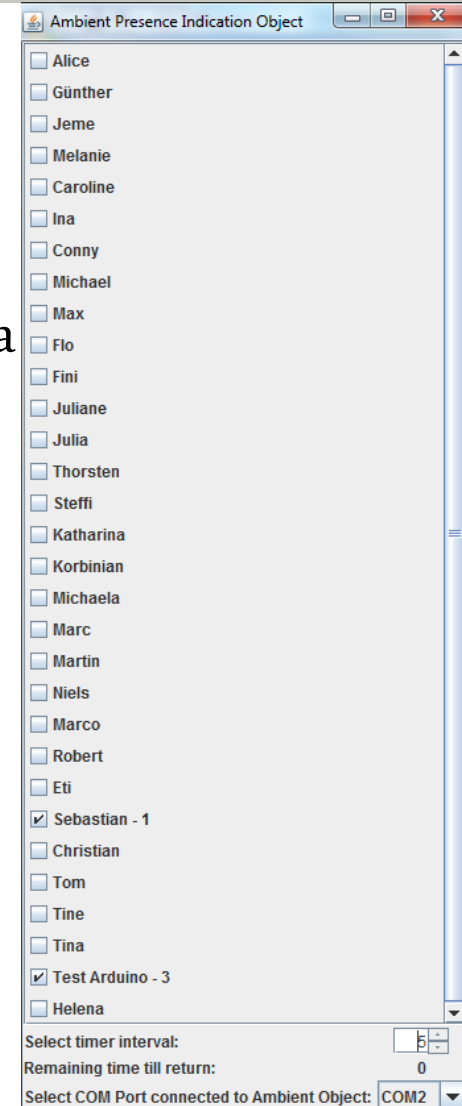 Ambient Presence Indication Object
Alice
Günther
Jeme
Melanie
Caroline
Ina
Conny
Michael
Max
a
Flo
Fini
Juliane
Julia
Thorsten
Steffi
Katharina
Korbinian
Michaela
Marc
Martin
Niels
Marco
Robert
Eti
Sebastian - 1
Christian
Tom
Tine
Tina
Test Arduino - 3
Helena
Select timer interval: 5
Remaining time till return: 0
Select COM Port connected to Ambient Object: COM2